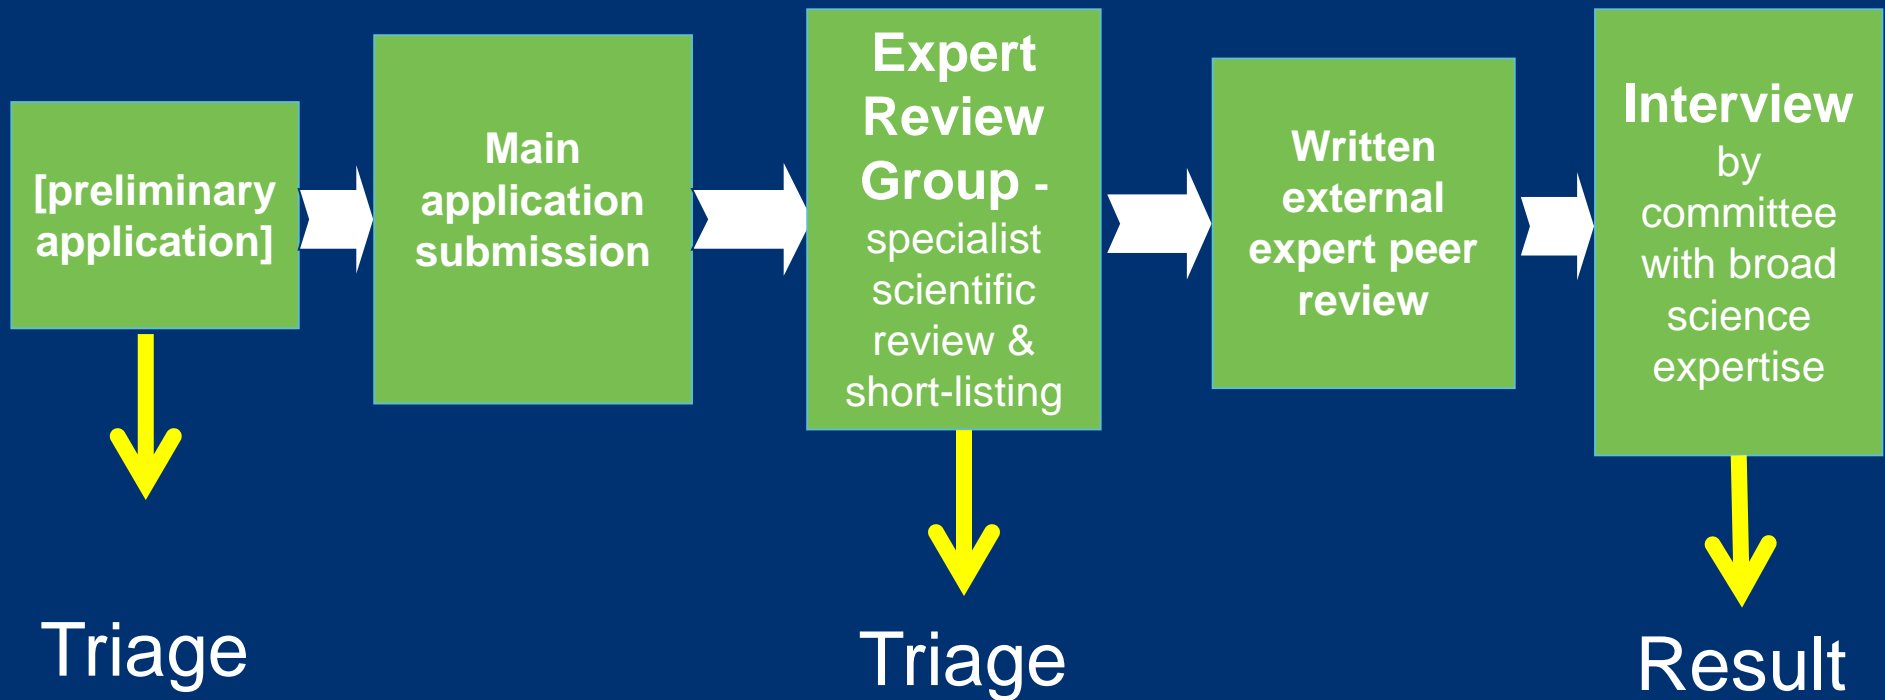 [preliminary
application]
Main
application
submission
Expert
Review
Group -
specialist
scientific
review &
short-listing
Written
external
expert peer
review
Interview
by
committee
with broad
science
expertise
Triage
Triage
Result